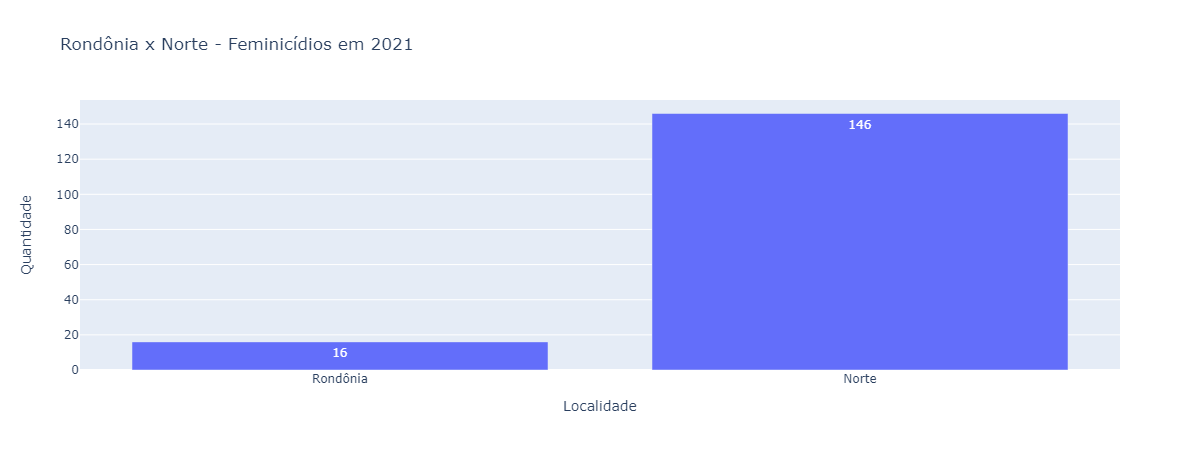 Rondônia x Norte - Feminicídios em 2021
Quantidade
140
120
100
80
60
40
20
0
146
16
Rondônia
Norte
Localidade